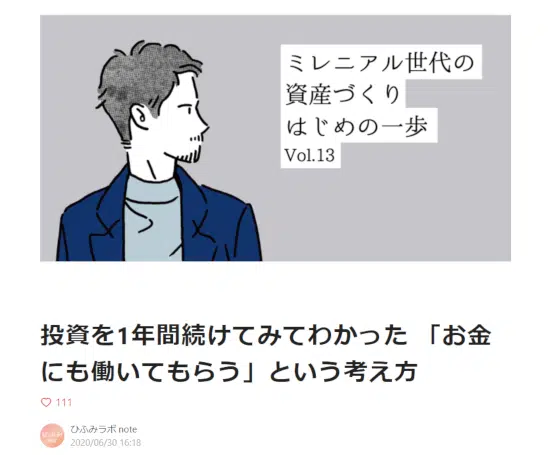 ミレニアル世代の
資産づくり
はじめの一歩
Vol.13
投資を1年間続けてみてわかった 「お金
にも働いてもらう」という考え方
111
ひふみラボ note
2020/06/30 16:18